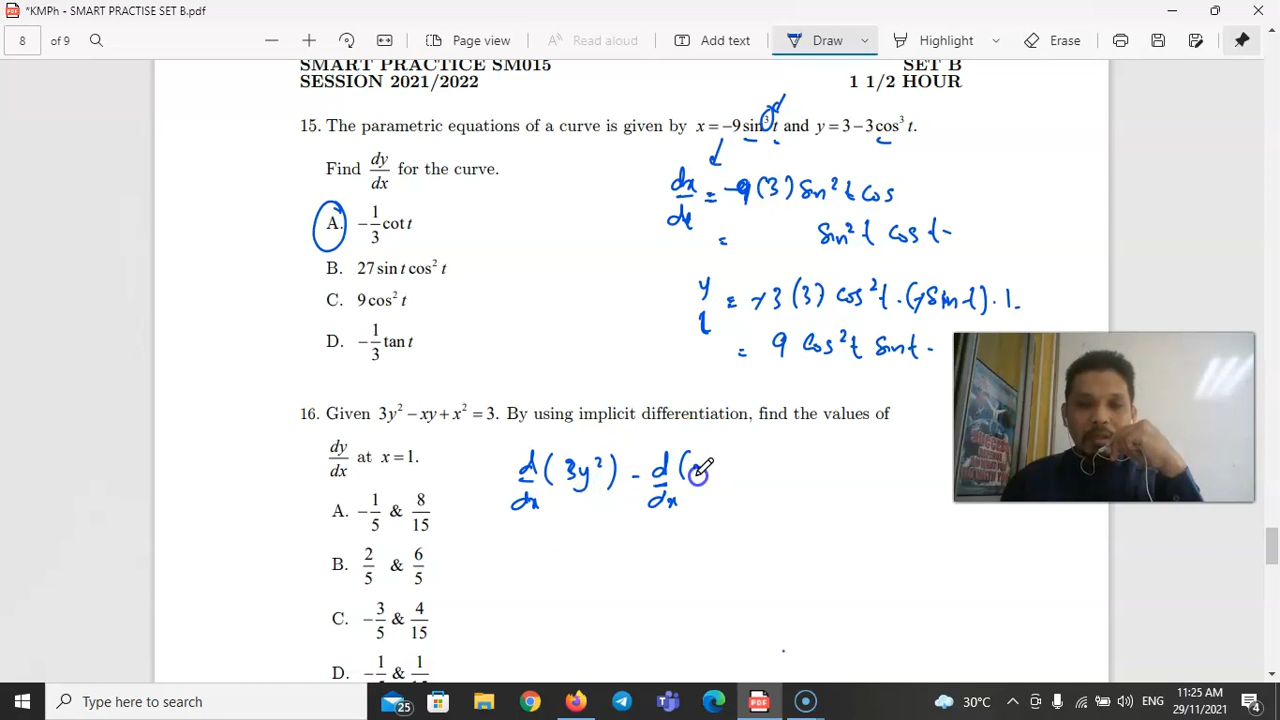 *KMPh - SMART PRACTISE SET B.pdf
8 of 9 Page view Read aloud Add text Draw Highlight Erase
SMART PRACTICE SM015 SET B
SESSION 2021/2022 1 1/2 HOUR
15. The parametric equations of a curve is given by x = −9 sin³ t and y = 3 − 3 cos³ t.
Find dy/dx for the curve.
A. −1/3 cot t
B. 27 sin t cos² t
C. 9 cos² t
D. −1/3 tan t
dx/dt = −9 (3) sin² t cos
= sin² t cos t
y
t = −3 (3) cos² t · (−sin t) · 1
= 9 cos² t sin t
16. Given 3y² − xy + x² = 3. By using implicit differentiation, find the values of
dy/dx at x = 1.
d/dx (3y²) − d/dx (
A. −1/5 & 8/15
B. 2/5 & 6/5
C. −3/5 & 4/15
D.
Type here to search
25
30°C ENG 11:25 AM
29/11/2021 4